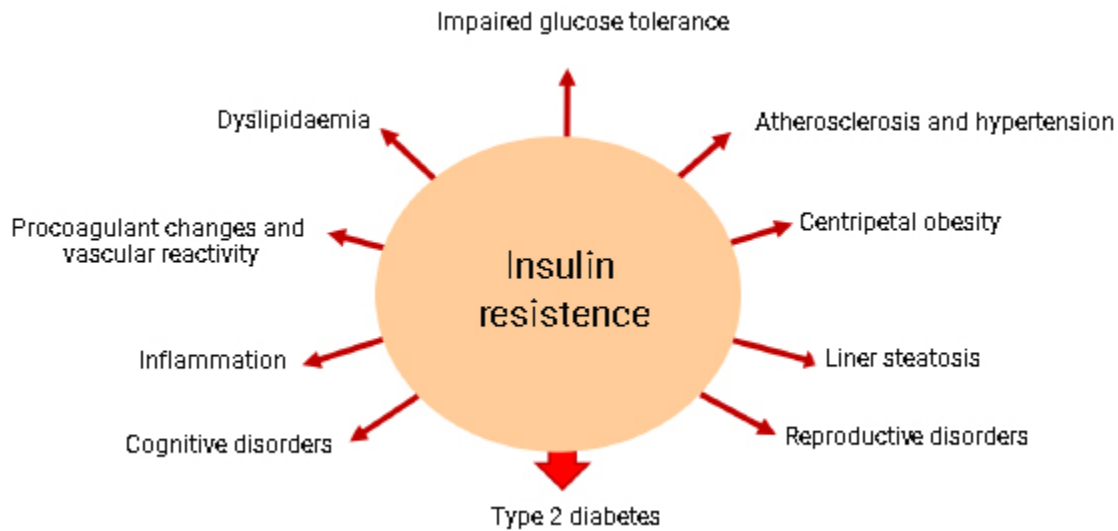 Impaired glucose tolerance
Dyslipidaemia
Atherosclerosis and hypertension
Procoagulant changes and
vascular reactivity
Centripetal obesity
Insulin
resistence
Inflammation
Liner steatosis
Cognitive disorders
Reproductive disorders
Type 2 diabetes